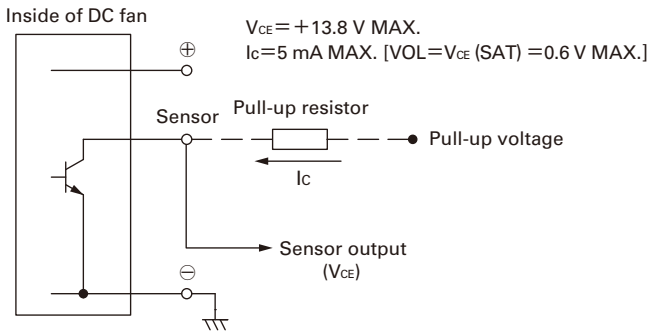 Inside of DC fan
VCE=+13.8 V MAX.
Ic=5 mA MAX. [VOL=VCE (SAT) =0.6 V MAX.]
⊕
Sensor
Pull-up resistor
Pull-up voltage
Ic
Sensor output
(VCE)
⊖